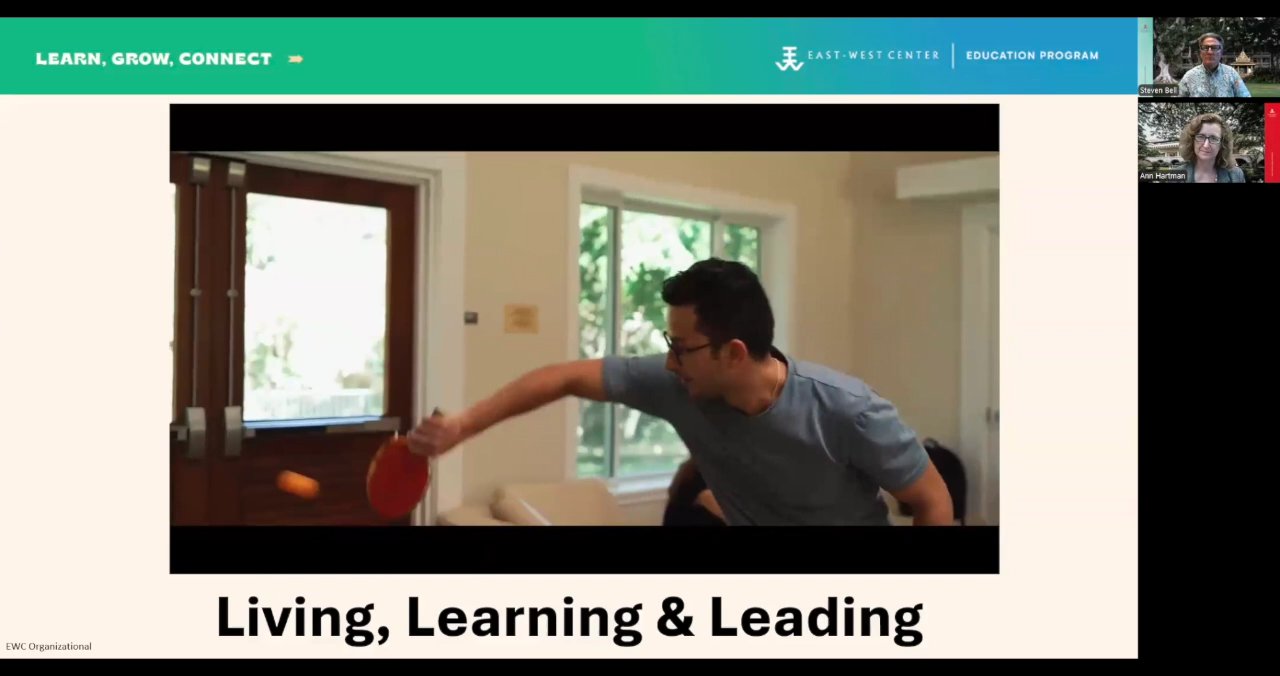 LEARN, GROW, CONNECT
EAST-WEST CENTER
EDUCATION PROGRAM
Steven Bell
Ann Hartman
Living, Learning & Leading
EWC Organizational